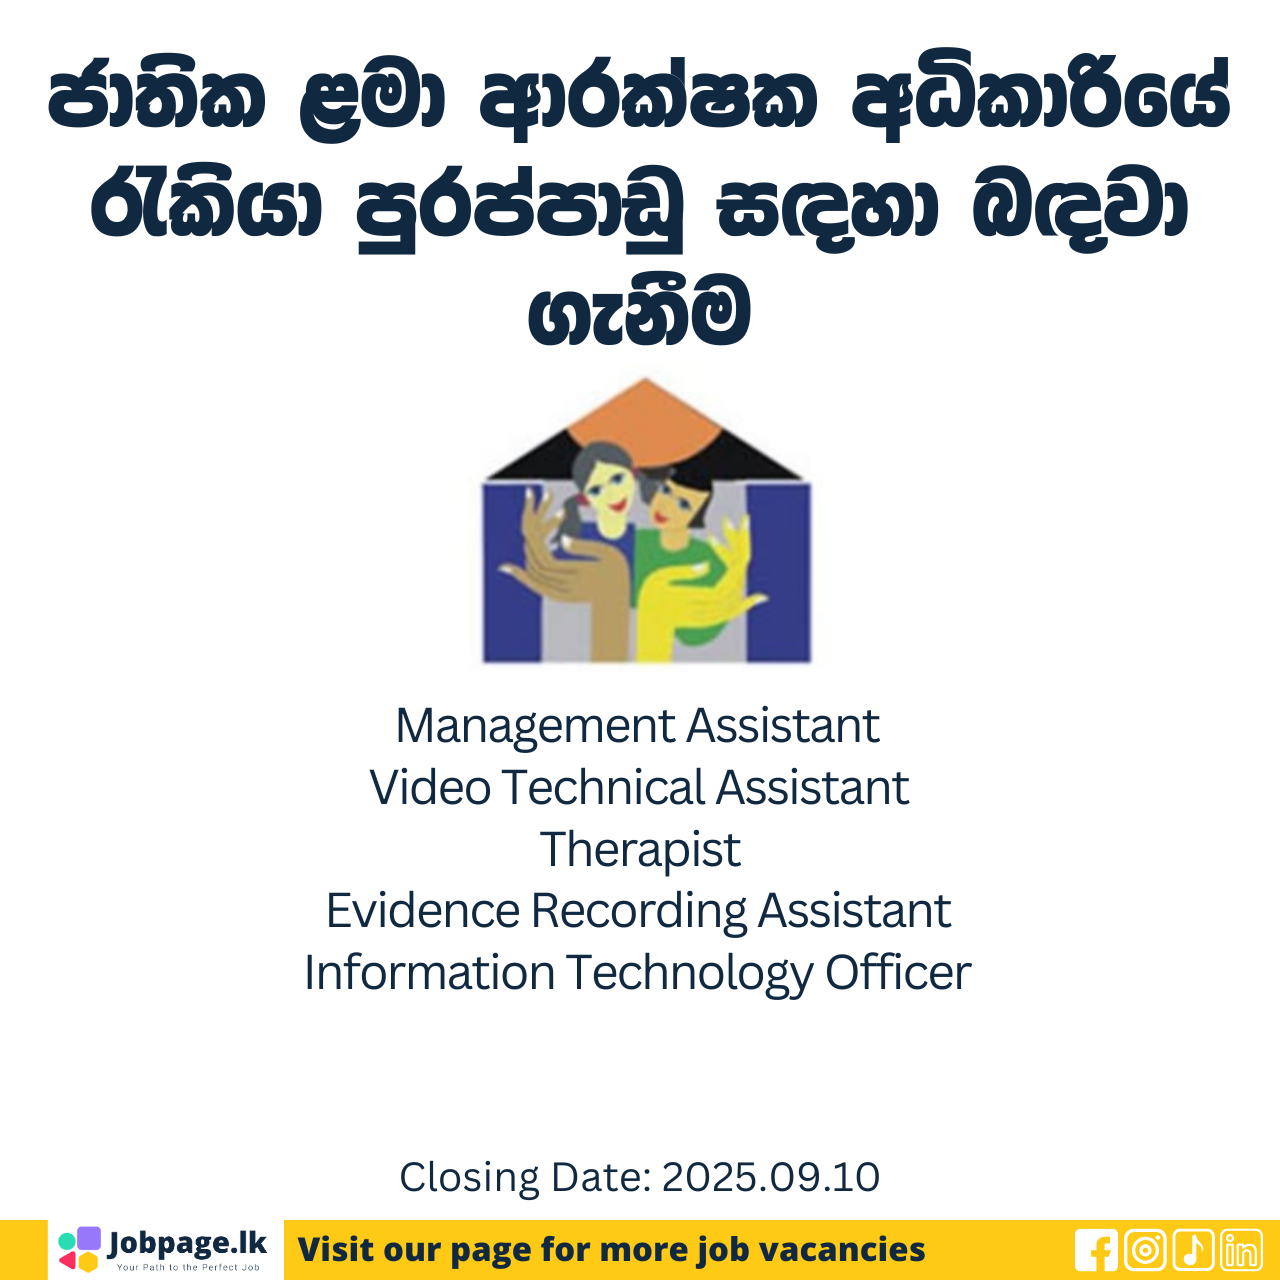 ජාතික ළමා ආරක්ෂක අධිකාරියේ
රැකියා පුරප්පාඩු සඳහා බඳවා
ගැනීම
Management Assistant
Video Technical Assistant
Therapist
Evidence Recording Assistant
Information Technology Officer
Closing Date: 2025.09.10
Jobpage.lk
Your Path to the Perfect Job
Visit our page for more job vacancies